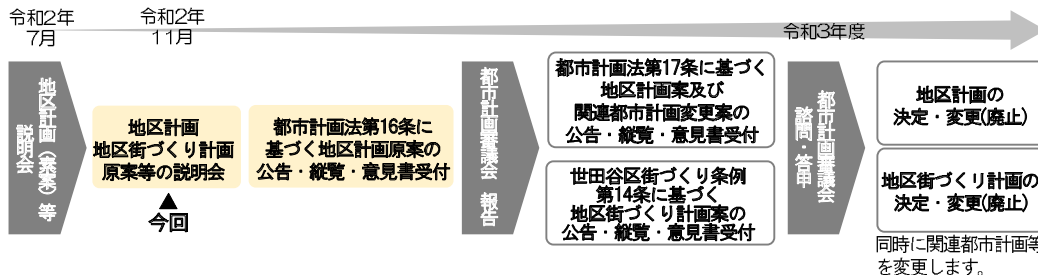 令和2年
7月
令和2年
11月
令和3年度
地区計画(素案)等
説明会
地区計画
地区街づくり計画
原案等の説明会
▲
今回
都市計画法第16条に
基づく地区計画原案の
公告・縦覧・意見書受付
都市計画審議会 報告
都市計画法第17条に基づく
地区計画案及び
関連都市計画変更案の
公告・縦覧・意見書受付
世田谷区街づくり条例
第14条に基づく
地区街づくり計画案の
公告・縦覧・意見書受付
都市計画審議会
諮問・答申
地区計画の
決定・変更(廃止)
地区街づくり計画の
決定・変更(廃止)
同時に関連都市計画等
を変更します。